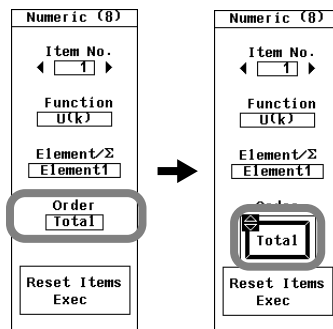 Numeric (8)
Item No.
1
Function
U(k)
Element/Σ
Element1
Order
Total
Reset Items
Exec
Numeric (8)
Item No.
1
Function
U(k)
Element/Σ
Element1
Order
Total
Reset Items
Exec